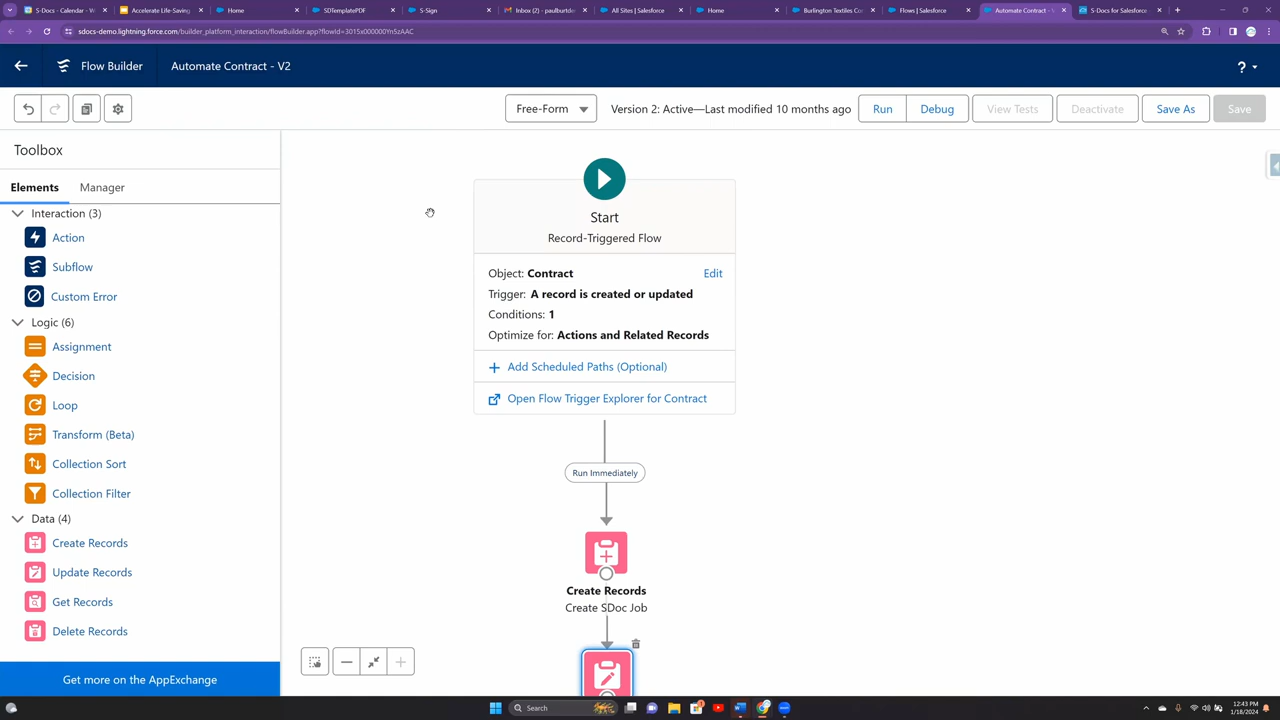 S-Docs - Calendar - W
Accelerate Life-Saving
Home
SDTemplatePDF
S-Sign
Inbox (2) - paulburtde
All Sites | Salesforce
Home
Burlington Textiles Co
Flows | Salesforce
Automate Contract - V
S-Docs for Salesforce
sdocs-demo.lightning.force.com/builder_platform_interaction/flowBuilder.app?flowId=3015x000000Yn5zAAC
Flow Builder
Automate Contract - V2
?
Free-Form
Version 2: Active—Last modified 10 months ago
Run
Debug
View Tests
Deactivate
Save As
Save
Toolbox
Elements
Manager
Interaction (3)
Action
Subflow
Custom Error
Logic (6)
Assignment
Decision
Loop
Transform (Beta)
Collection Sort
Collection Filter
Data (4)
Create Records
Update Records
Get Records
Delete Records
Get more on the AppExchange
Start
Record-Triggered Flow
Object: Contract
Edit
Trigger: A record is created or updated
Conditions: 1
Optimize for: Actions and Related Records
Add Scheduled Paths (Optional)
Open Flow Trigger Explorer for Contract
Run Immediately
Create Records
Create SDoc Job
Search
12:43 PM
1/18/2024